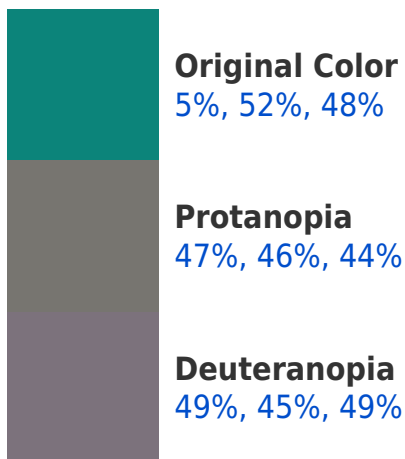 Original Color
5%, 52%, 48%
Protanopia
47%, 46%, 44%
Deuteranopia
49%, 45%, 49%